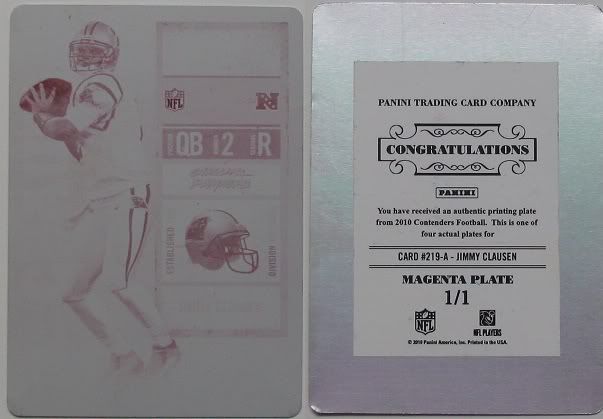 NFL
QB
12
R
ESTABLISHED
DIVISION
PANINI TRADING CARD COMPANY
CONGRATULATIONS
PANINI
You have received an authentic printing plate
from 2010 Contenders Football. This is one of
four actual plates for
CARD #219-A - JIMMY CLAUSEN
MAGENTA PLATE
1/1
NFL
NFL PLAYERS
© 2010 Panini America, Inc. Printed in the USA.